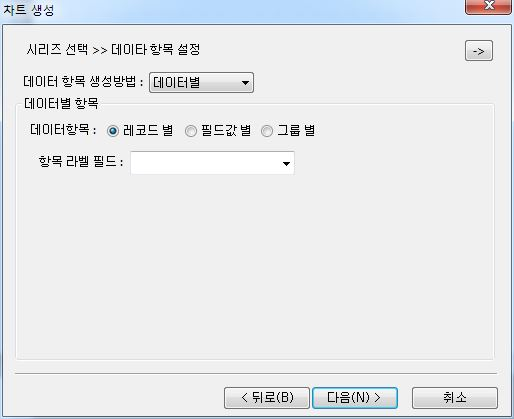 차트 생성
시리즈 선택 >> 데이타 항목 설정
->
데이터 항목 생성방법 : 데이터별
데이터별 항목
데이터항목 : 레코드 별 필드값 별 그룹 별
항목 라벨 필드 :
< 뒤로(B) 다음(N) > 취소